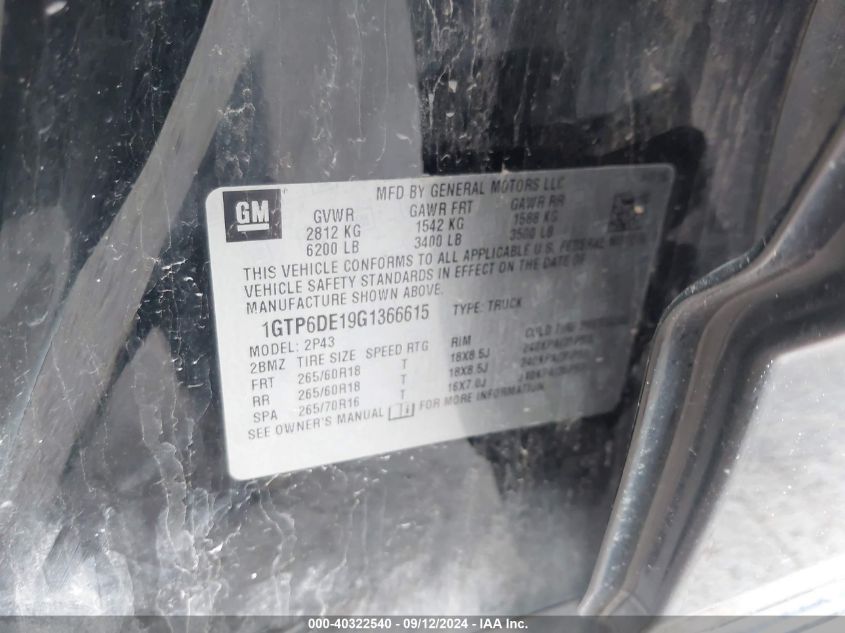 MFD BY GENERAL MOTORS LLC
GM
GVWR GAWR FRT GAWR RR
2812 KG 1542 KG 1588 KG
6200 LB 3400 LB 3500 LB
THIS VEHICLE CONFORMS TO ALL APPLICABLE U.S. FEDERAL MOTOR
VEHICLE SAFETY STANDARDS IN EFFECT ON THE DATE OF
MANUFACTURE SHOWN ABOVE.
1GTP6DE19G1366615 TYPE: TRUCK
MODEL: 2P43
2BMZ TIRE SIZE SPEED RTG RIM COLD TIRE PRESSURE
FRT 265/60R18 T 18X8.5J
RR 265/60R18 T 18X8.5J
SPA 265/70R16 T 16X7.0J
SEE OWNER'S MANUAL FOR MORE INFORMATION.
000-40322540 - 09/12/2024 - IAA Inc.